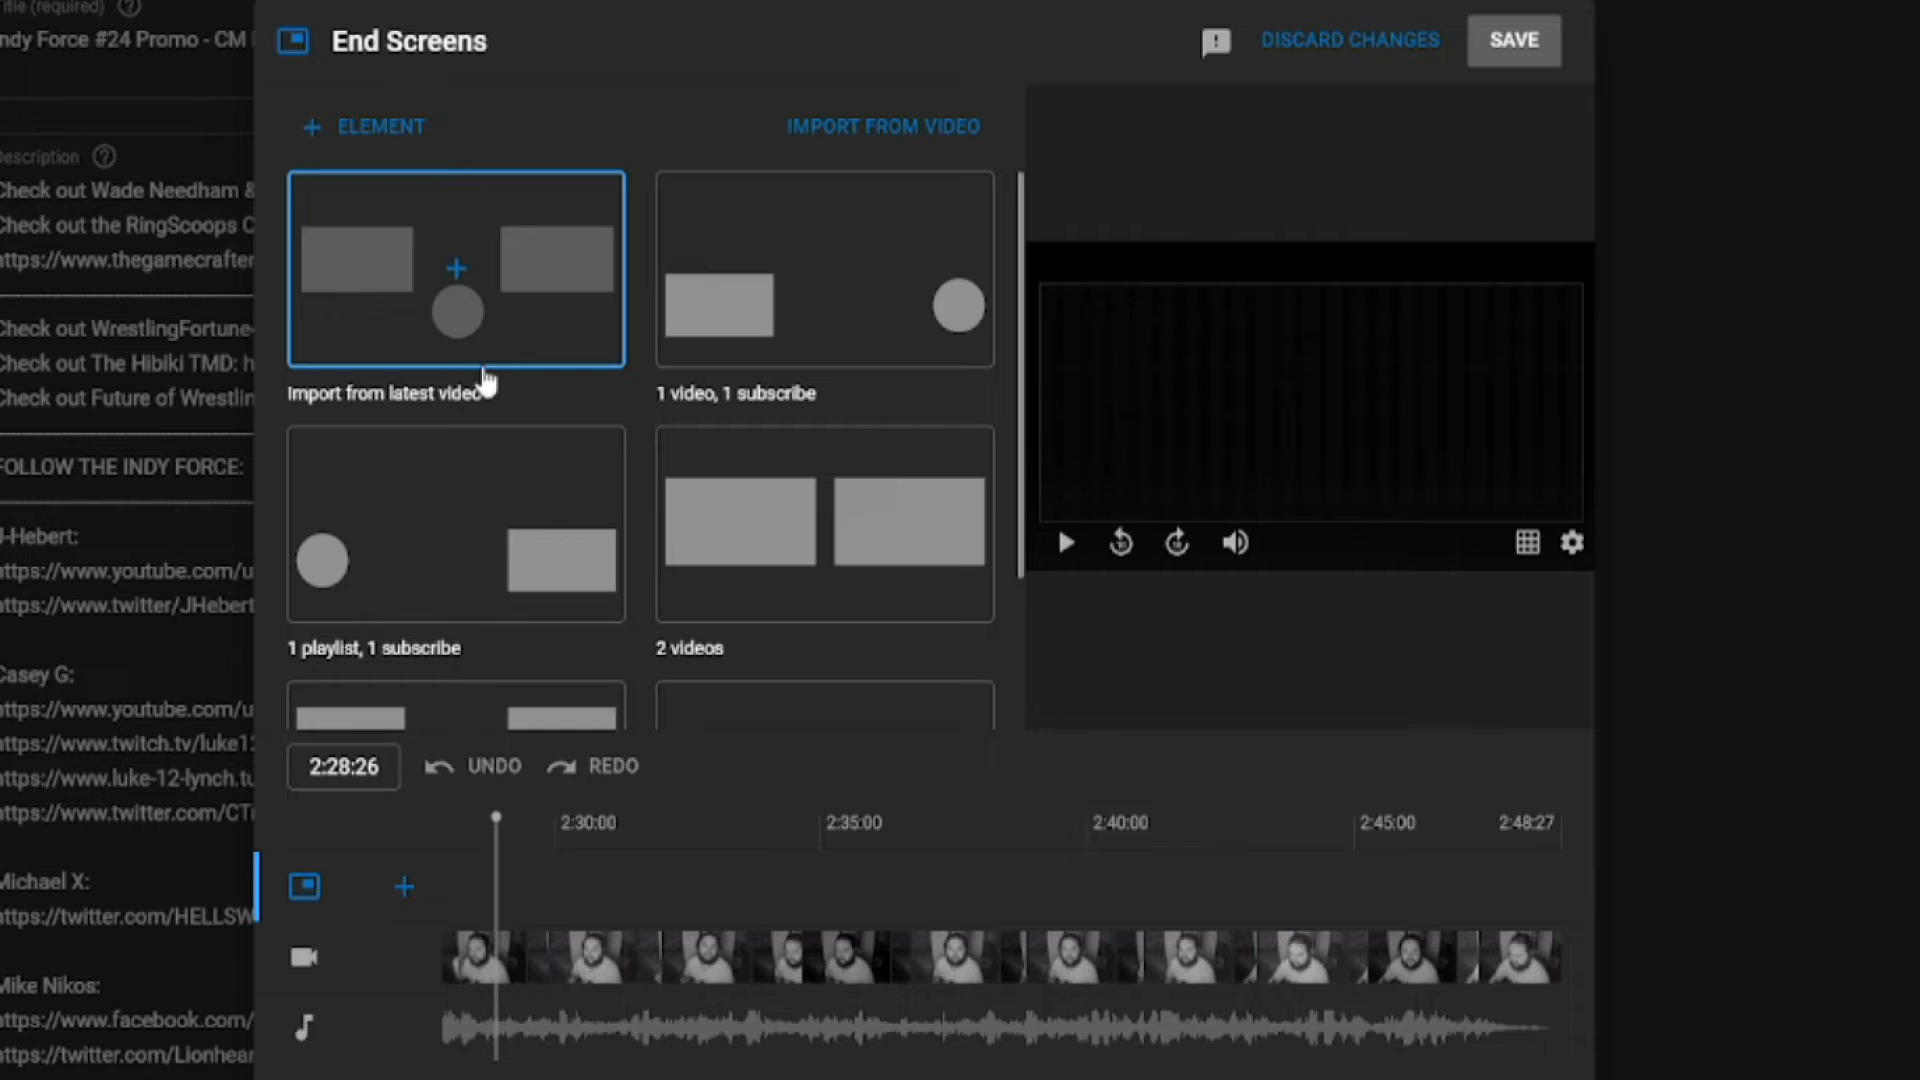 Title (required)
ndy Force #24 Promo - CM
Description
Check out Wade Needham &
Check out the RingScoops C
https://www.thegamecrafter
Check out WrestlingFortune-
Check out The Hibiki TMD: h
Check out Future of Wrestlin
FOLLOW THE INDY FORCE:
J-Hebert:
https://www.youtube.com/u
https://www.twitter/JHebert
Casey G:
https://www.youtube.com/u
https://www.twitch.tv/luke12
https://www.luke-12-lynch.tu
https://www.twitter.com/CT
Michael X:
https://twitter.com/HELLSW
Mike Nikos:
https://www.facebook.com/
https://twitter.com/Lionhear
End Screens
DISCARD CHANGES
SAVE
+ ELEMENT
IMPORT FROM VIDEO
Import from latest video
1 video, 1 subscribe
1 playlist, 1 subscribe
2 videos
2:28:26
UNDO
REDO
2:30:00
2:35:00
2:40:00
2:45:00
2:48:27